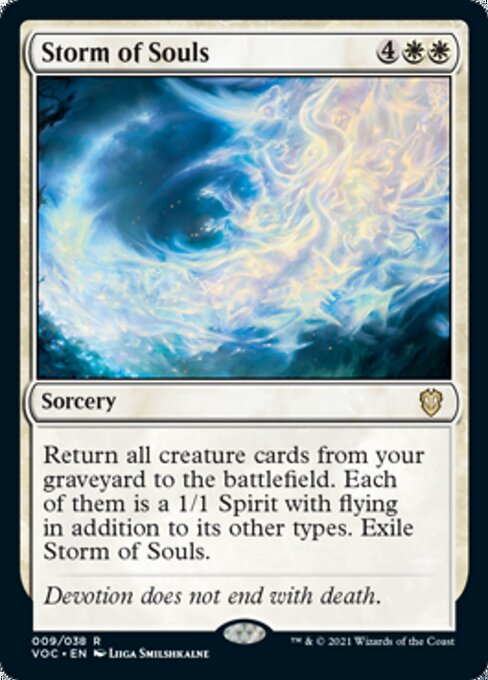 Storm of Souls 4
Sorcery
Return all creature cards from your
graveyard to the battlefield. Each
of them is a 1/1 Spirit with flying
in addition to its other types. Exile
Storm of Souls.
Devotion does not end with death.
009/038 R
VOC • EN Liiga Smilshkalne
™ & © 2021 Wizards of the Coast